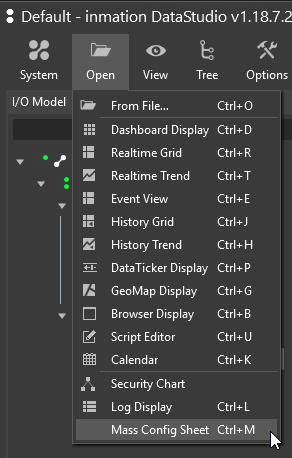 Default - inmation DataStudio v1.18.7.2
System Open View Tree Options
I/O Model
From File... Ctrl+O
Dashboard Display Ctrl+D
Realtime Grid Ctrl+R
Realtime Trend Ctrl+T
Event View Ctrl+E
History Grid Ctrl+J
History Trend Ctrl+H
DataTicker Display Ctrl+P
GeoMap Display Ctrl+G
Browser Display Ctrl+B
Script Editor Ctrl+U
Calendar Ctrl+K
Security Chart
Log Display Ctrl+L
Mass Config Sheet Ctrl+M